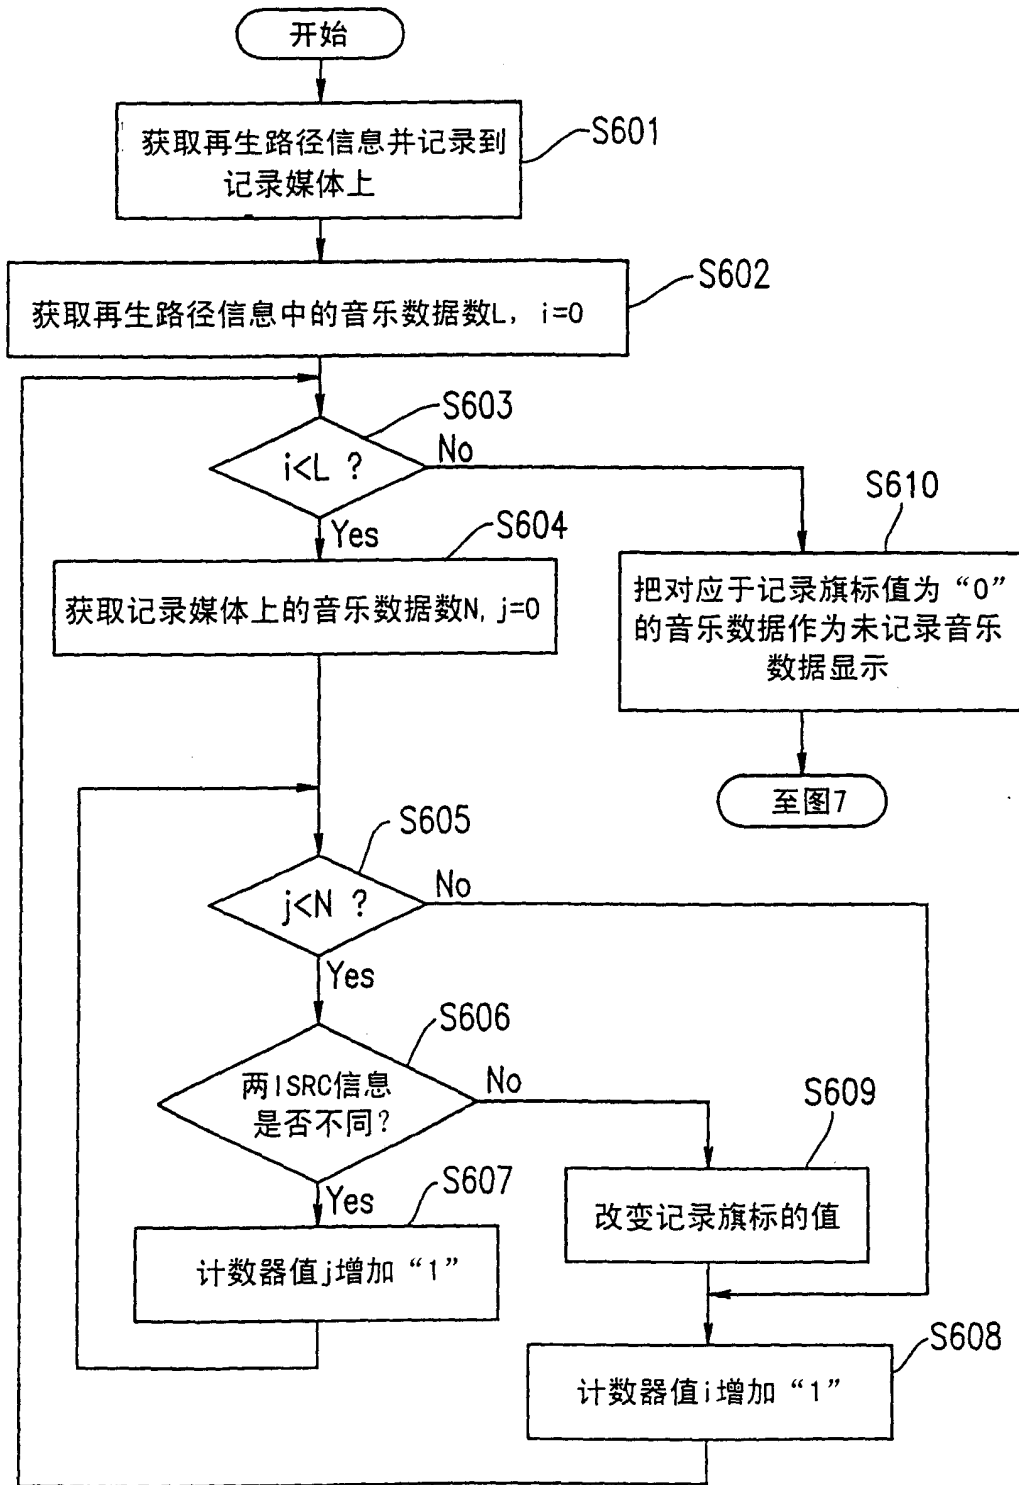 开始
获取再生路径信息并记录到
记录媒体上
S601
获取再生路径信息中的音乐数据数L, i=0
S602
i<L ?
S603
No
Yes
获取记录媒体上的音乐数据数N, j=0
S604
S610
把对应于记录旗标值为“0”
的音乐数据作为未记录音乐
数据显示
至图7
j<N ?
S605
No
Yes
两ISRC信息
是否不同?
S606
No
Yes
计数器值j增加“1”
S607
S609
改变记录旗标的值
计数器值i增加“1”
S608